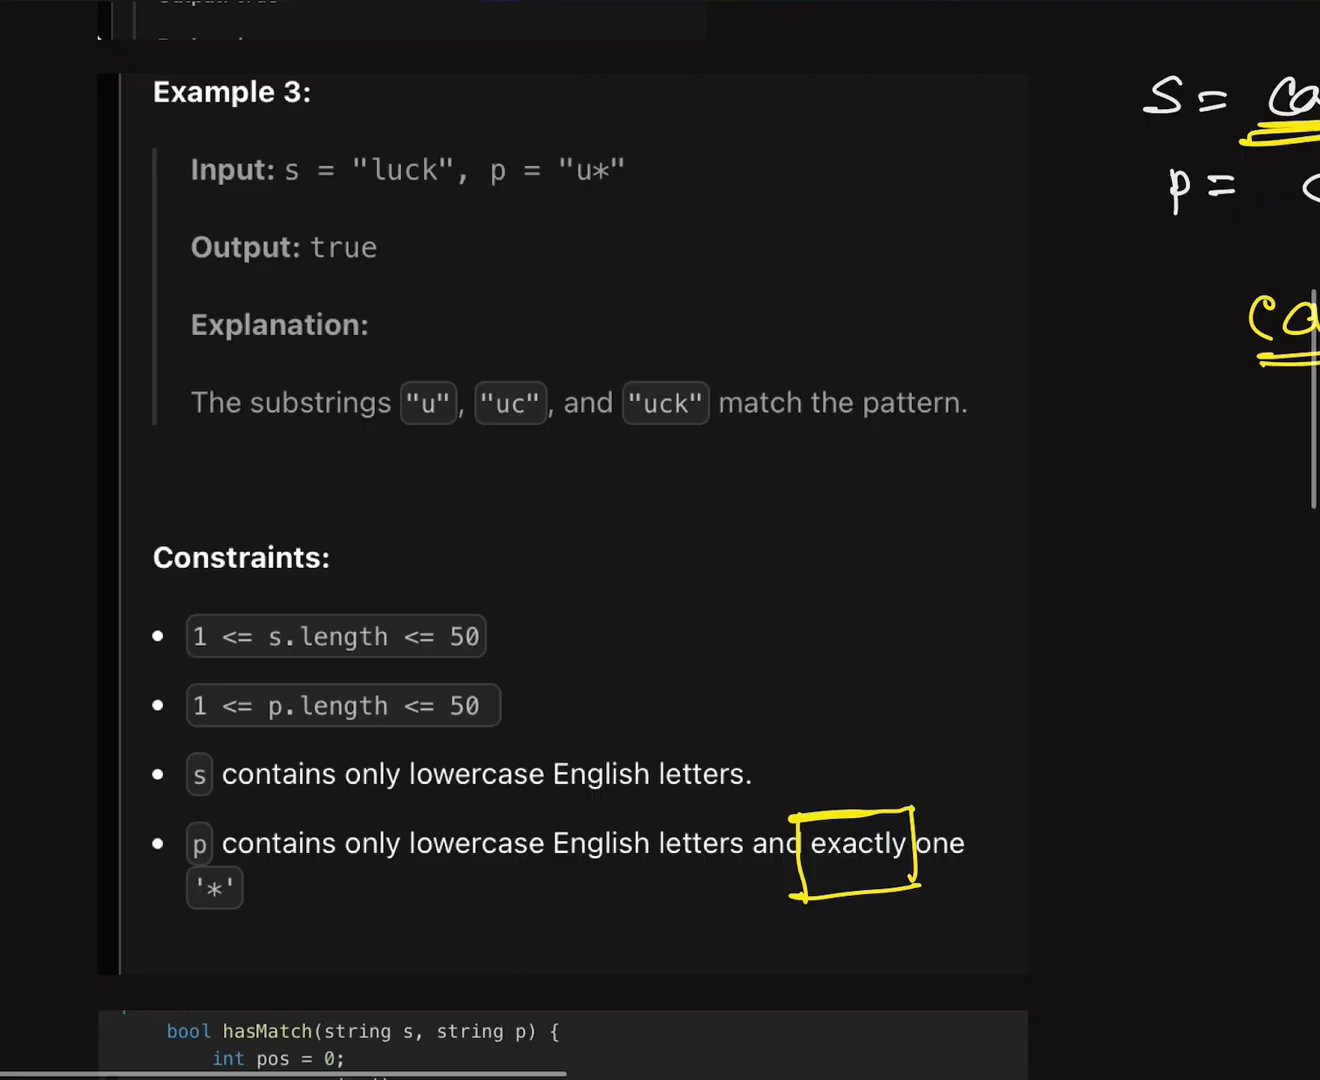 Example 3:
S =
Input: s = "luck", p = "u*"
p =
Output: true
Explanation:
ca
The substrings "u", "uc", and "uck" match the pattern.
Constraints:
1 <= s.length <= 50
1 <= p.length <= 50
s contains only lowercase English letters.
p contains only lowercase English letters and exactly one
'*'
bool hasMatch(string s, string p) {
int pos = 0;